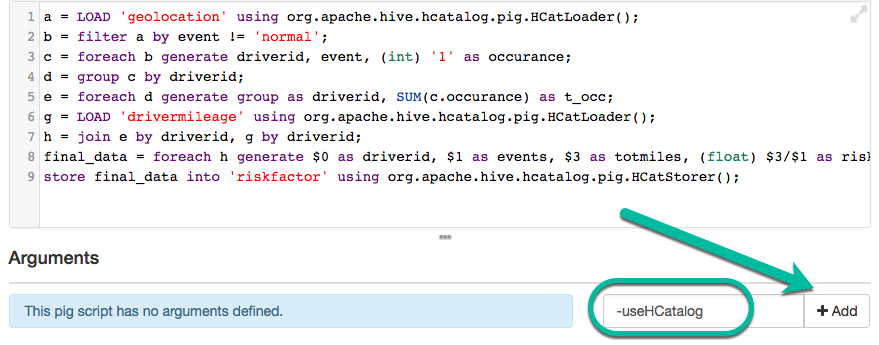 1 a = LOAD 'geolocation' using org.apache.hive.hcatalog.pig.HCatLoader();
2 b = filter a by event != 'normal';
3 c = foreach b generate driverid, event, (int) '1' as occurance;
4 d = group c by driverid;
5 e = foreach d generate group as driverid, SUM(c.occurance) as t_occ;
6 g = LOAD 'drivermileage' using org.apache.hive.hcatalog.pig.HCatLoader();
7 h = join e by driverid, g by driverid;
8 final_data = foreach h generate $0 as driverid, $1 as events, $3 as totmiles, (float) $3/$1 as risk
9 store final_data into 'riskfactor' using org.apache.hive.hcatalog.pig.HCatStorer();
Arguments
This pig script has no arguments defined. -useHCatalog + Add